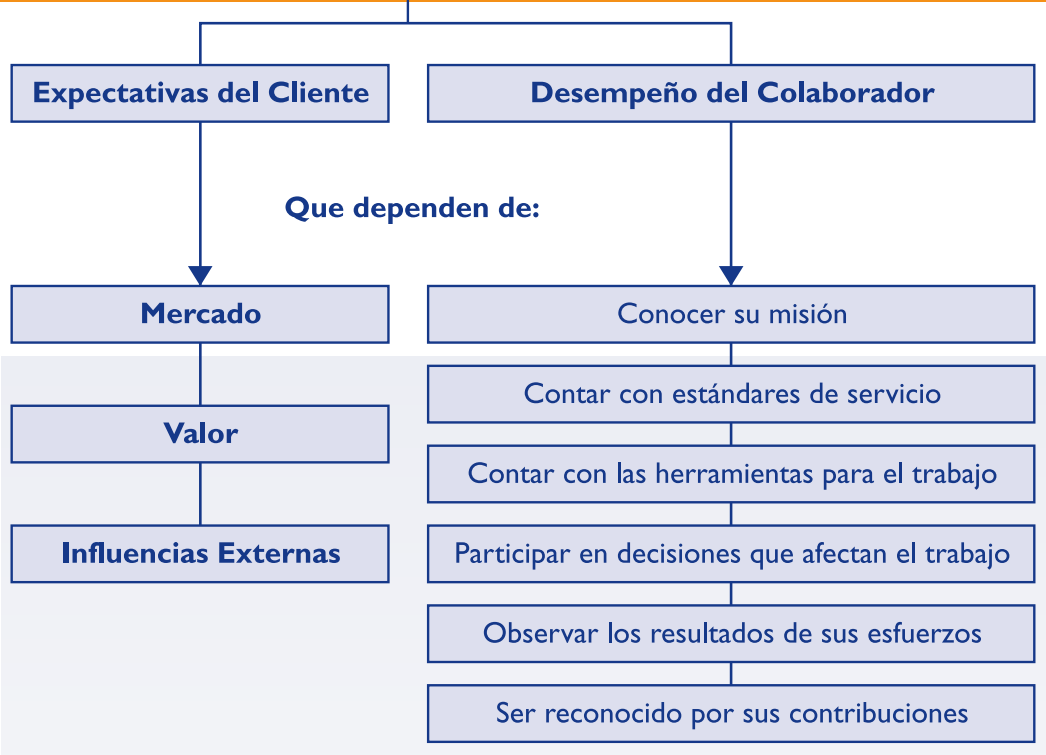 Expectativas del Cliente
Desempeño del Colaborador
Que dependen de:
Mercado
Valor
Influencias Externas
Conocer su misión
Contar con estándares de servicio
Contar con las herramientas para el trabajo
Participar en decisiones que afectan el trabajo
Observar los resultados de sus esfuerzos
Ser reconocido por sus contribuciones